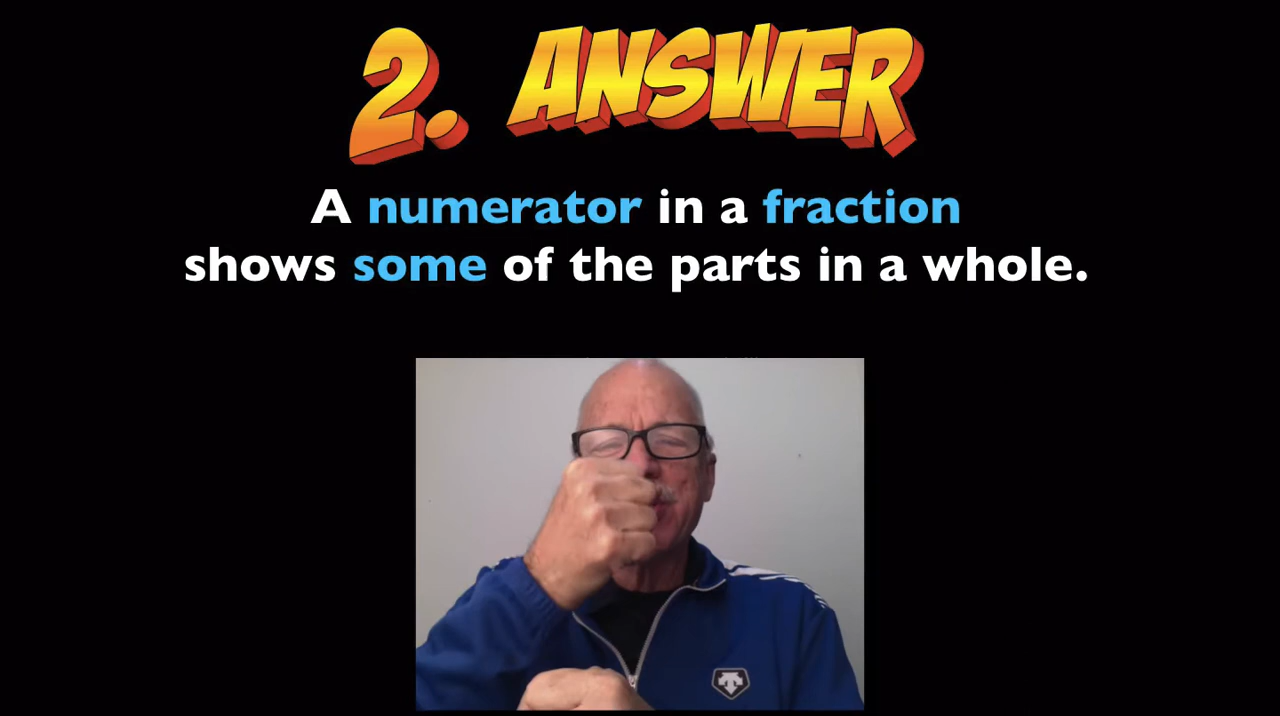 2. ANSWER
A numerator in a fraction
shows some of the parts in a whole.